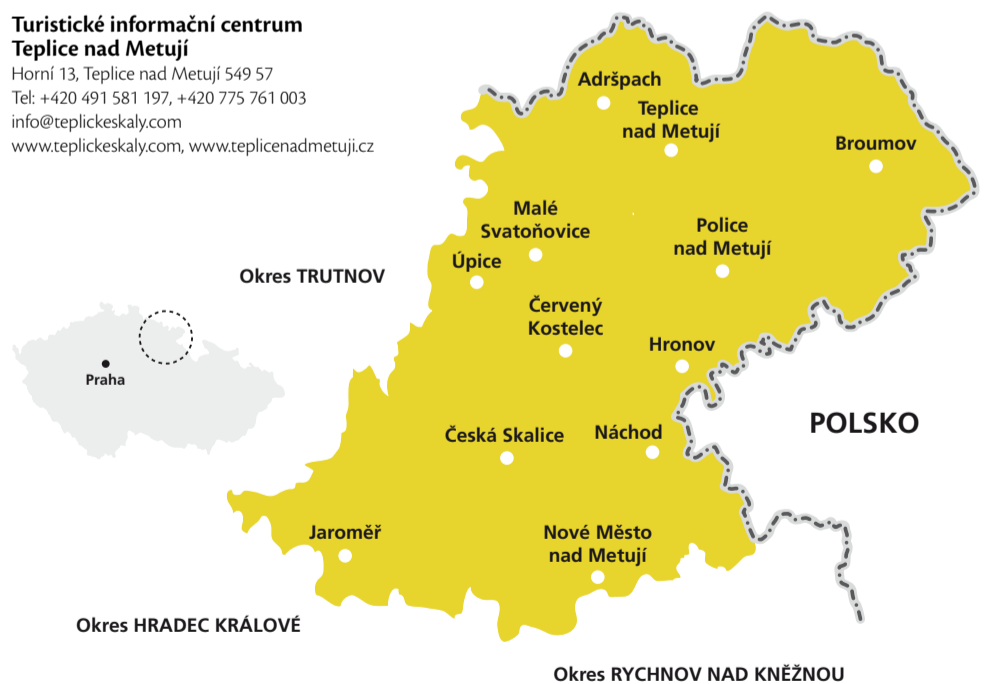 Turistické informační centrum
Teplice nad Metují
Horní 13, Teplice nad Metují 549 57
Tel: +420 491 581 197, +420 775 761 003
info@teplickeskaly.com
www.teplickeskaly.com, www.teplicenadmetuji.cz
Adršpach
Teplice
nad Metují
Broumov
Malé
Svatoňovice
Police
nad Metují
Úpice
Okres TRUTNOV
Červený
Kostelec
Hronov
Praha
POLSKO
Česká Skalice
Náchod
Jaroměř
Nové Město
nad Metují
Okres HRADEC KRÁLOVÉ
Okres RYCHNOV NAD KNĚŽNOU